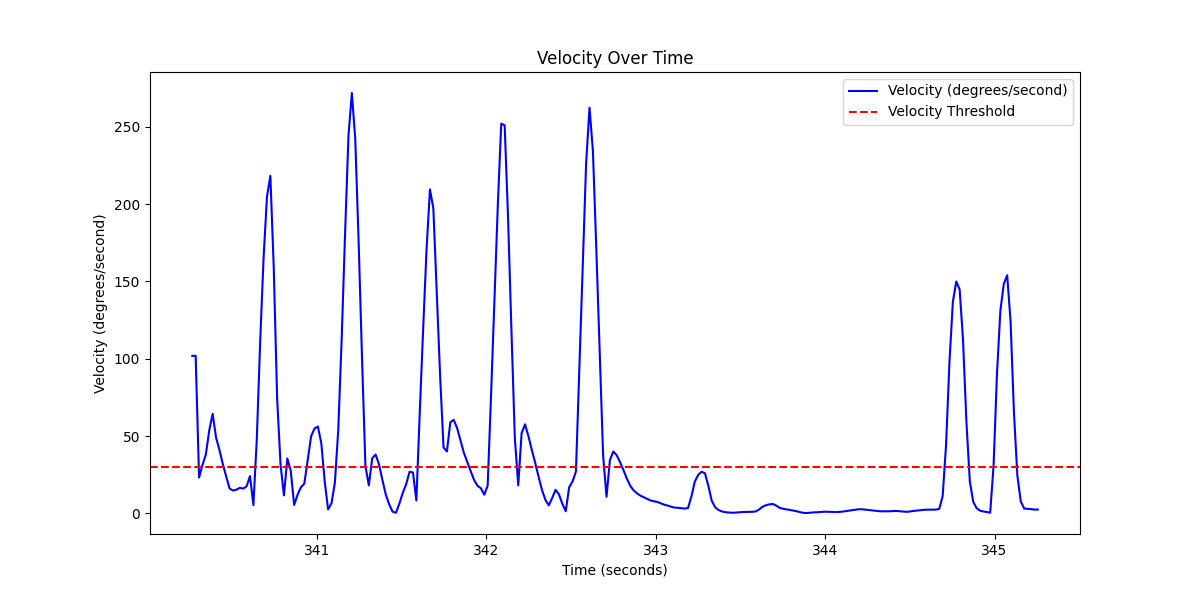 Velocity Over Time
Velocity (degrees/second)
Velocity Threshold
Velocity (degrees/second)
250
200
150
100
50
0
341
342
343
344
345
Time (seconds)